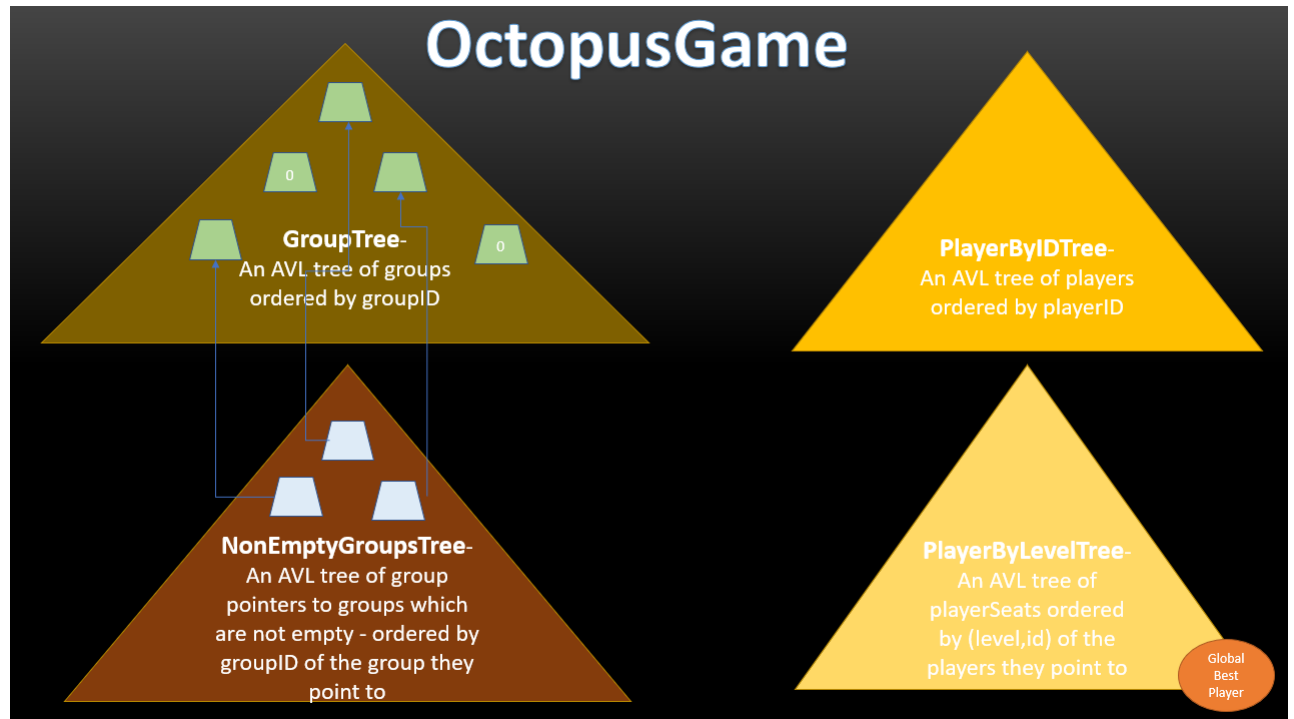 OctopusGame
0
0
GroupTree-
An AVL tree of groups
ordered by groupID
PlayerByIDTree-
An AVL tree of players
ordered by playerID
NonEmptyGroupsTree-
An AVL tree of group
pointers to groups which
are not empty - ordered by
groupID of the group they
point to
PlayerByLevelTree-
An AVL tree of
playerSeats ordered
by (level,id) of the
players they point to
Global
Best
Player